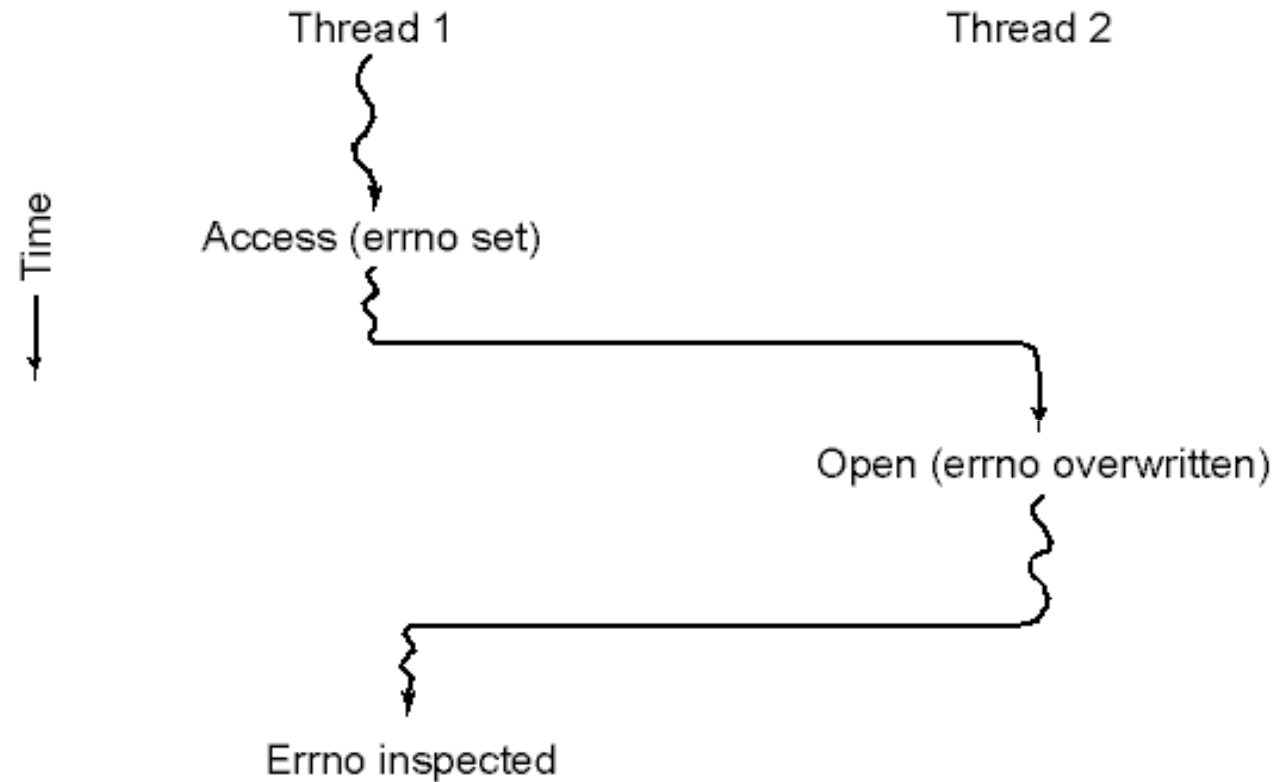 Thread 1
Thread 2
Time
Access (errno set)
Open (errno overwritten)
Errno inspected